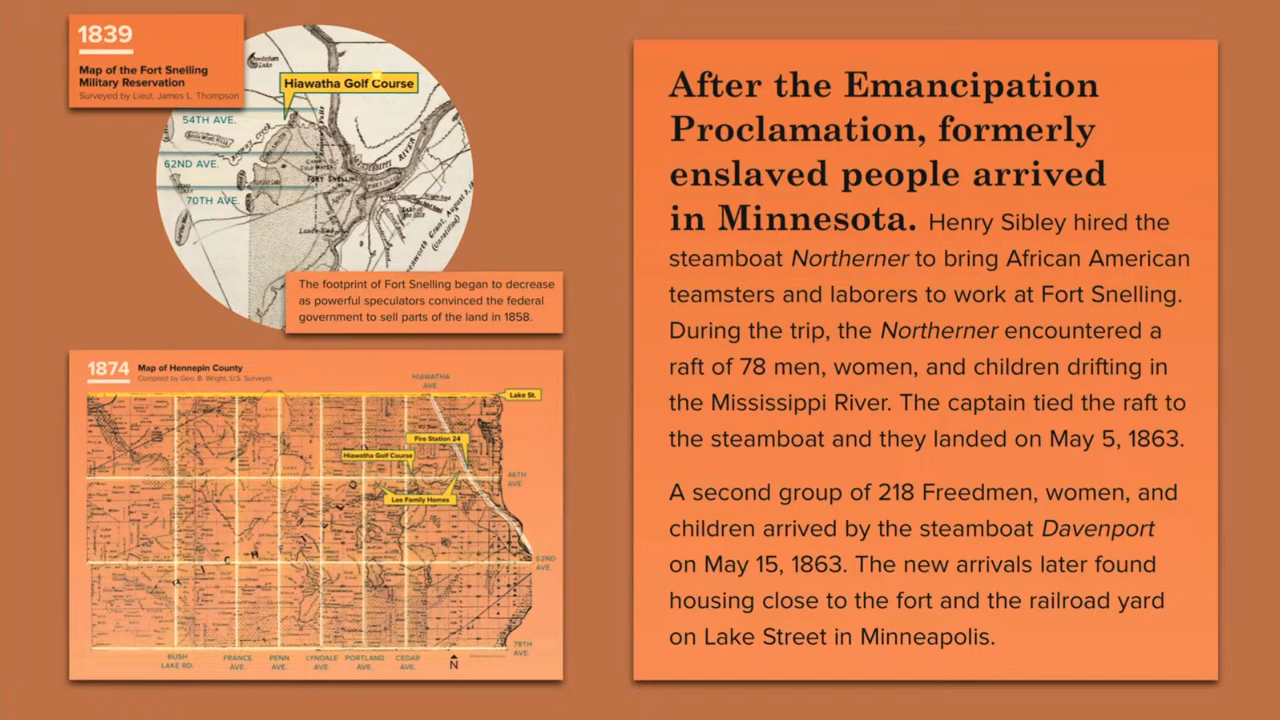 1839
Map of the Fort Snelling
Military Reservation
Surveyed by Lieut. James L. Thompson
Hiawatha Golf Course
54TH AVE.
62ND AVE.
70TH AVE.
FORT SNELLING
The footprint of Fort Snelling began to decrease
as powerful speculators convinced the federal
government to sell parts of the land in 1858.
1874
Map of Hennepin County
Compiled by Geo. B. Wright, U.S. Surveyor
HIAWATHA
AVE.
Lake St.
Fire Station 24
Hiawatha Golf Course
46TH
AVE.
Lee Family Homes
62ND
AVE.
78TH
AVE.
BUSH
LAKE RD.
FRANCE
AVE.
PENN
AVE.
LYNDALE
AVE.
PORTLAND
AVE.
CEDAR
AVE.
N
After the Emancipation
Proclamation, formerly
enslaved people arrived
in Minnesota. Henry Sibley hired the
steamboat Northerner to bring African American
teamsters and laborers to work at Fort Snelling.
During the trip, the Northerner encountered a
raft of 78 men, women, and children drifting in
the Mississippi River. The captain tied the raft to
the steamboat and they landed on May 5, 1863.
A second group of 218 Freedmen, women, and
children arrived by the steamboat Davenport
on May 15, 1863. The new arrivals later found
housing close to the fort and the railroad yard
on Lake Street in Minneapolis.